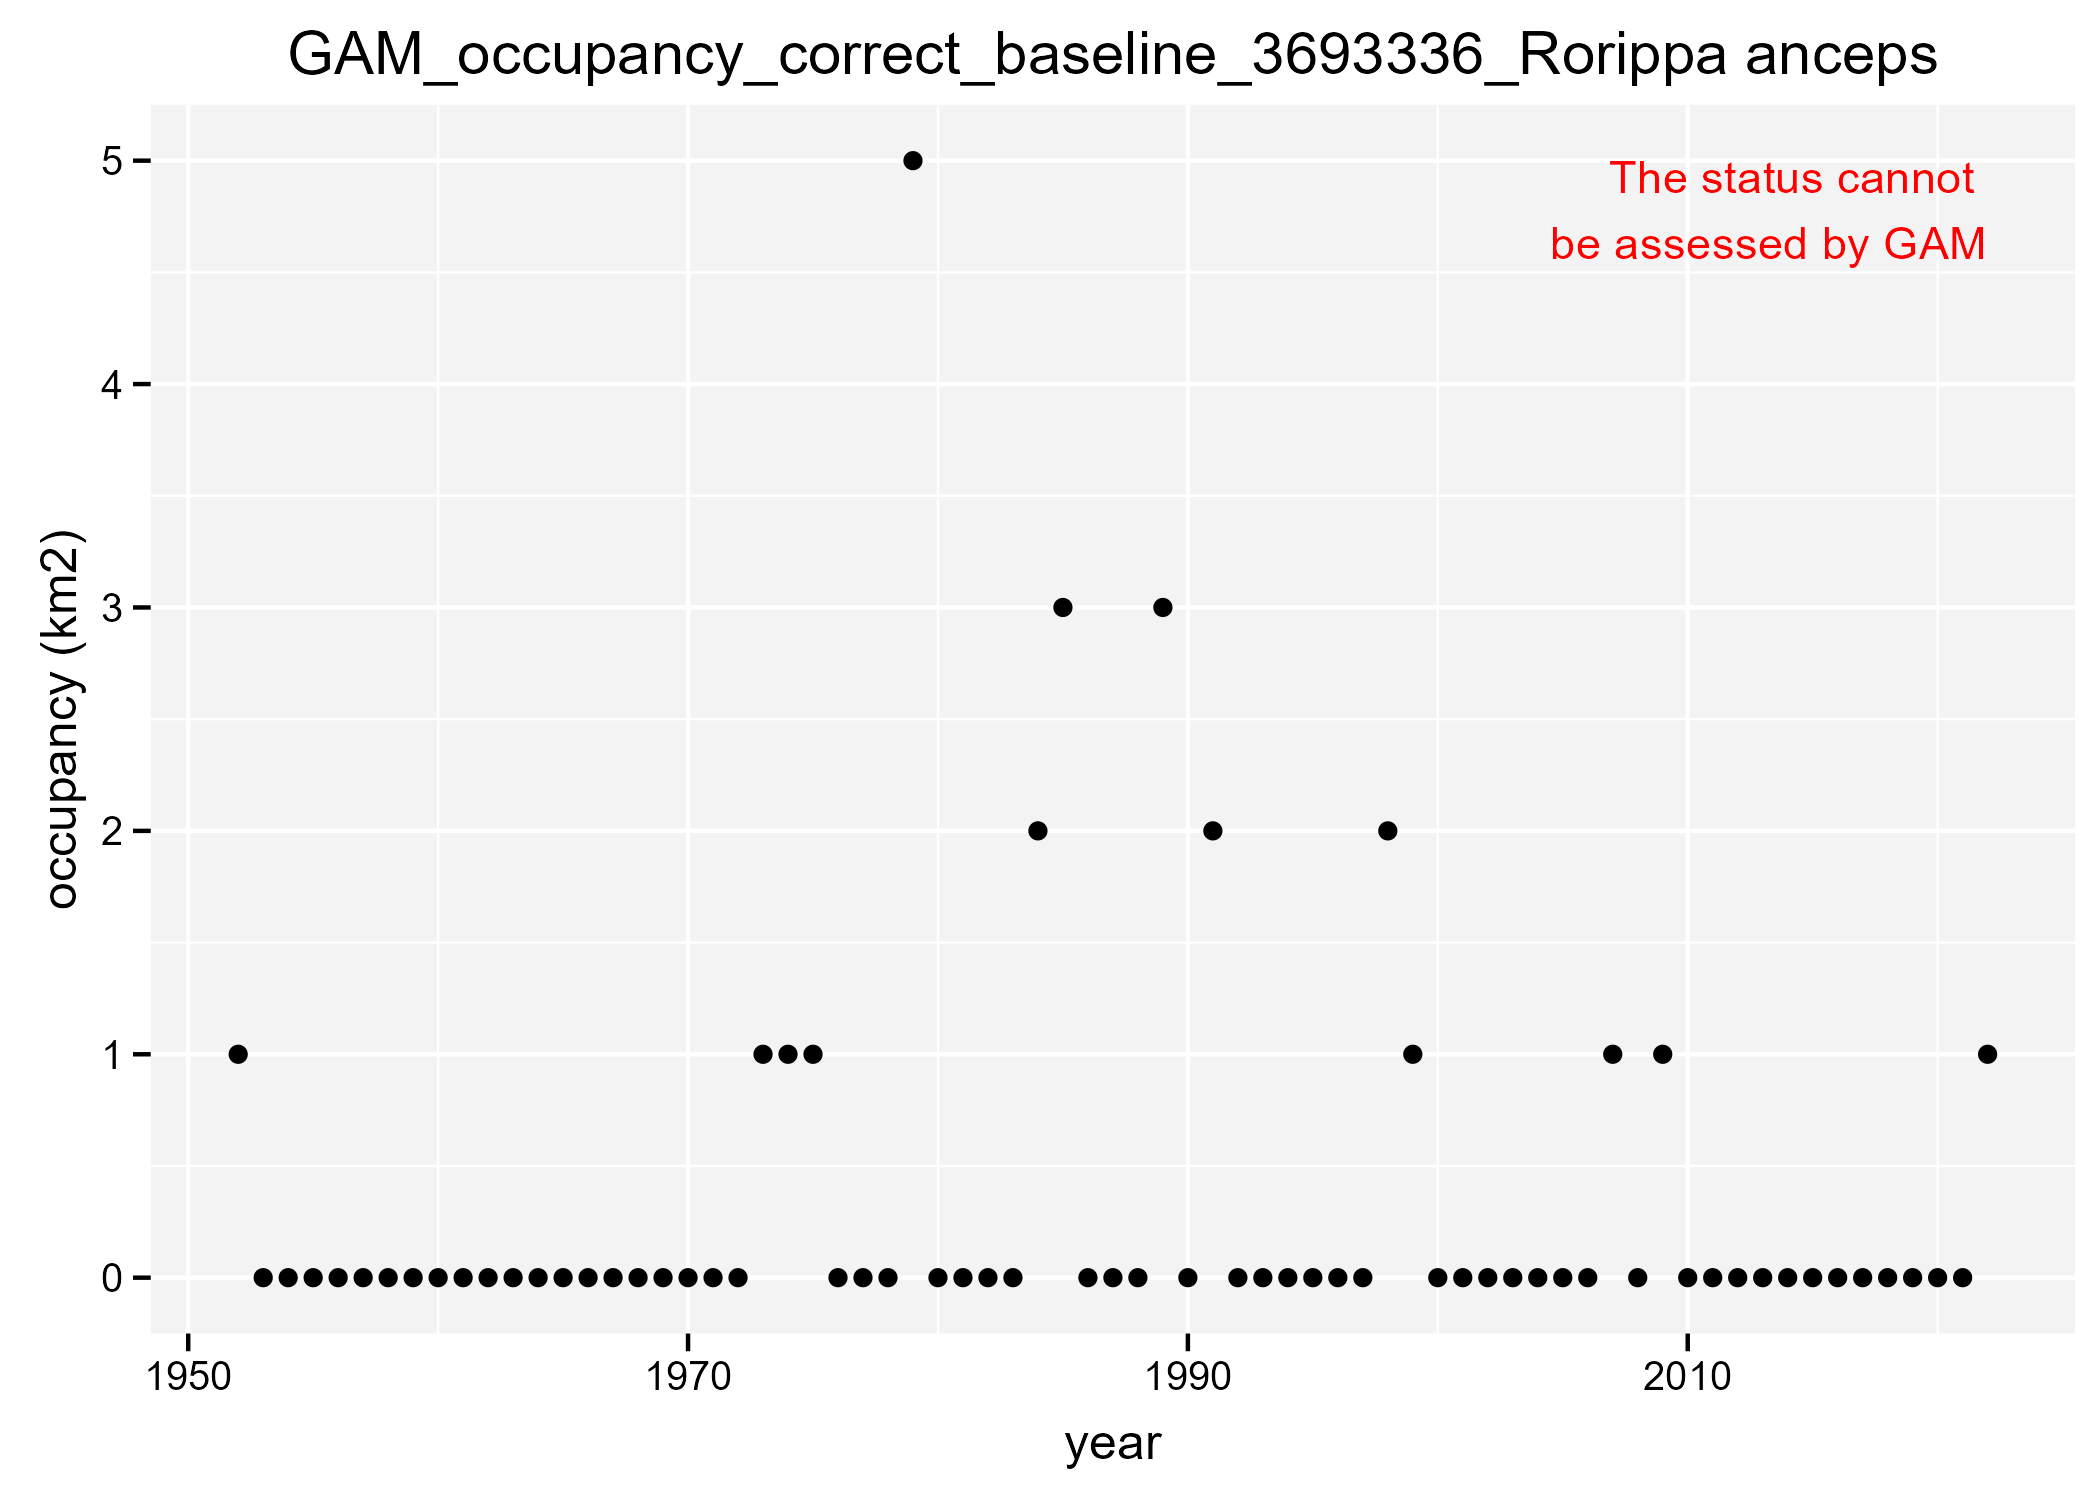 GAM_occupancy_correct_baseline_3693336_Rorippa anceps
The status cannot
be assessed by GAM
5
4
3
2
1
0
occupancy (km2)
1950
1970
1990
2010
year